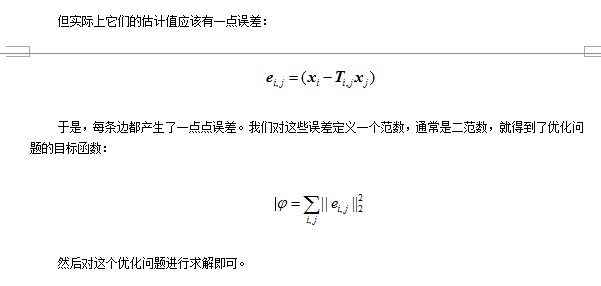 但实际上它们的估计值应该有一点误差：
e_{i,j} = (x_i − T_{i,j} x_j)
于是，每条边都产生了一点点误差。我们对这些误差定义一个范数，通常是二范数，就得到了优化问
题的目标函数：
|φ = ∑_{i,j} || e_{i,j} ||_2^2
然后对这个优化问题进行求解即可。